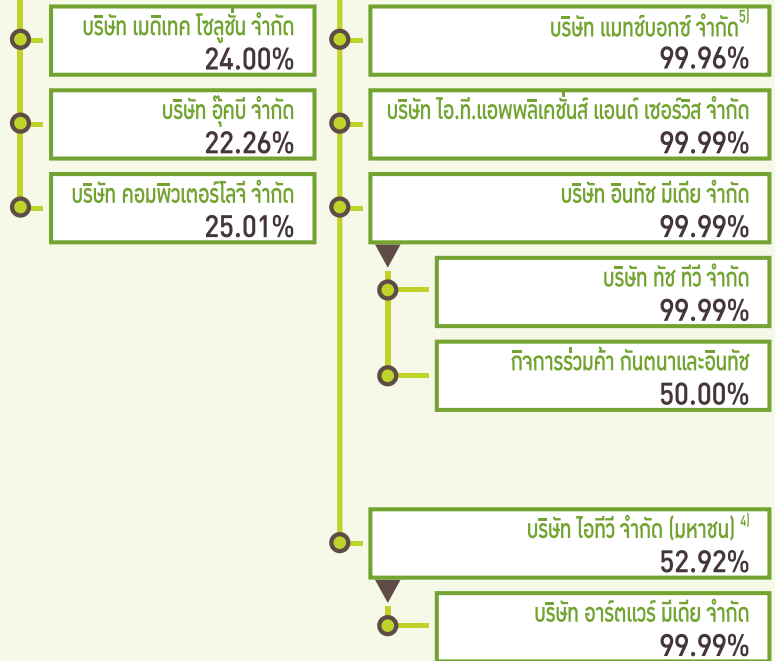 บริษัท เมดิเทค โซลูชั่น จำกัด
24.00%
บริษัท อุ๊คบี จำกัด
22.26%
บริษัท คอมพิวเตอร์โลจี จำกัด
25.01%
บริษัท แมทช์บอกซ์ จำกัด5)
99.96%
บริษัท ไอ.ที.แอพพลิเคชั่นส์ แอนด์ เซอร์วิส จำกัด
99.99%
บริษัท อินทัช มีเดีย จำกัด
99.99%
บริษัท ทัช ทีวี จำกัด
99.99%
กิจการร่วมค้า กันตนาและอินทัช
50.00%
บริษัท ไอทีวี จำกัด (มหาชน) 4)
52.92%
บริษัท อาร์ตแวร์ มีเดีย จำกัด
99.99%